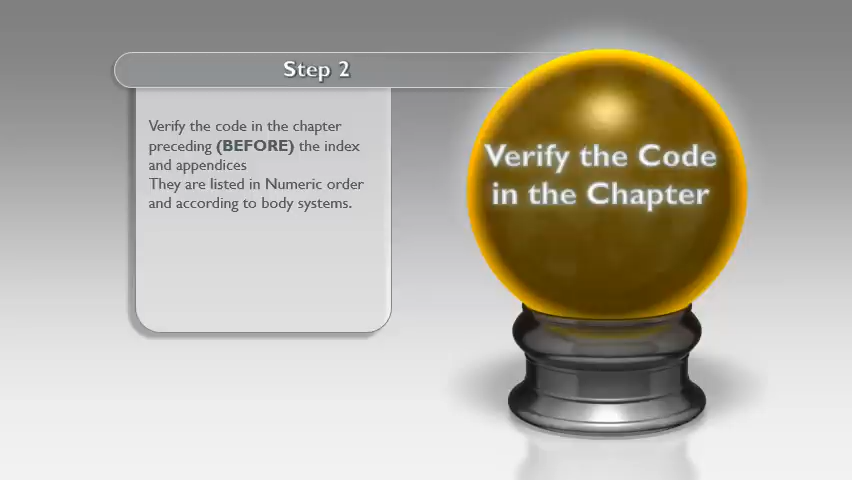 Step 2
Verify the code in the chapter
preceding (BEFORE) the index
and appendices
They are listed in Numeric order
and according to body systems.
Verify the Code
in the Chapter